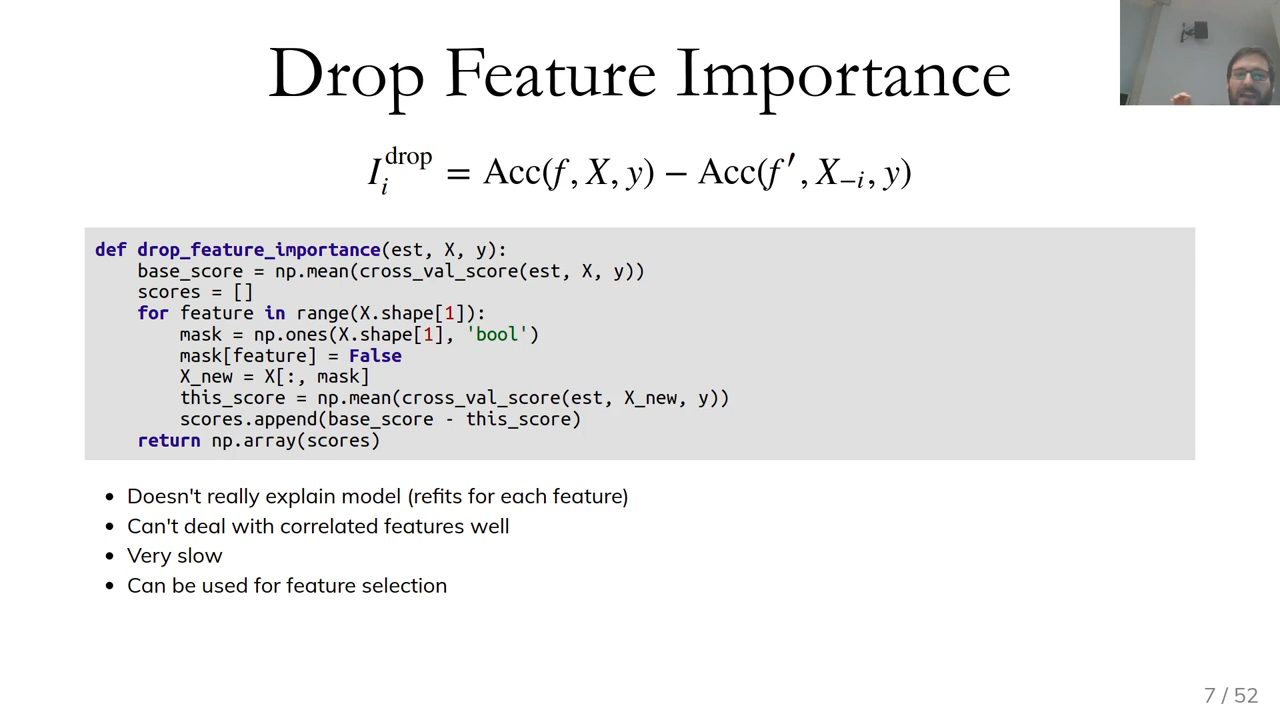 Drop Feature Importance
I_i^drop = Acc(f, X, y) − Acc(f′, X_{−i}, y)
def drop_feature_importance(est, X, y):
    base_score = np.mean(cross_val_score(est, X, y))
    scores = []
    for feature in range(X.shape[1]):
        mask = np.ones(X.shape[1], 'bool')
        mask[feature] = False
        X_new = X[:, mask]
        this_score = np.mean(cross_val_score(est, X_new, y))
        scores.append(base_score - this_score)
    return np.array(scores)
• Doesn't really explain model (refits for each feature)
• Can't deal with correlated features well
• Very slow
• Can be used for feature selection
7 / 52